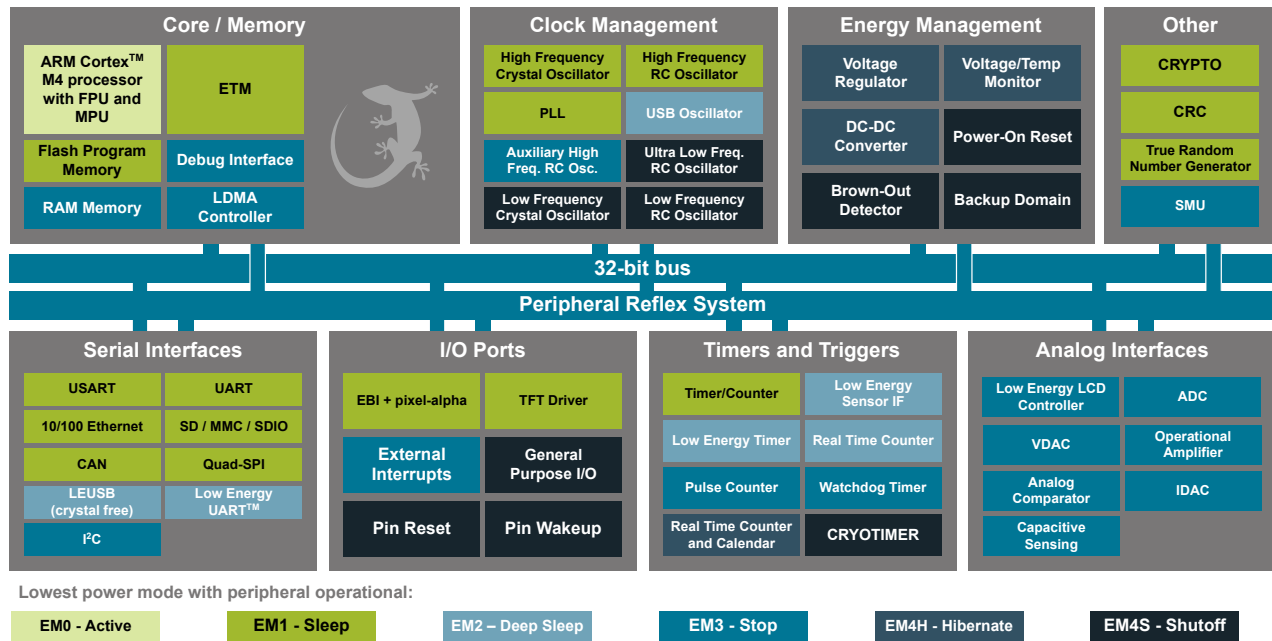 Core / Memory
ARM Cortex™
M4 processor
with FPU and
MPU
ETM
Flash Program
Memory
Debug Interface
RAM Memory
LDMA
Controller
Clock Management
High Frequency
Crystal Oscillator
High Frequency
RC Oscillator
PLL
USB Oscillator
Auxiliary High
Freq. RC Osc.
Ultra Low Freq.
RC Oscillator
Low Frequency
Crystal Oscillator
Low Frequency
RC Oscillator
Energy Management
Voltage
Regulator
Voltage/Temp
Monitor
DC-DC
Converter
Power-On Reset
Brown-Out
Detector
Backup Domain
Other
CRYPTO
CRC
True Random
Number Generator
SMU
32-bit bus
Peripheral Reflex System
Serial Interfaces
USART
UART
10/100 Ethernet
SD / MMC / SDIO
CAN
Quad-SPI
LEUSB
(crystal free)
Low Energy
UART™
I²C
I/O Ports
EBI + pixel-alpha
TFT Driver
External
Interrupts
General
Purpose I/O
Pin Reset
Pin Wakeup
Timers and Triggers
Timer/Counter
Low Energy
Sensor IF
Low Energy Timer
Real Time Counter
Pulse Counter
Watchdog Timer
Real Time Counter
and Calendar
CRYOTIMER
Analog Interfaces
Low Energy LCD
Controller
ADC
VDAC
Operational
Amplifier
Analog
Comparator
IDAC
Capacitive
Sensing
Lowest power mode with peripheral operational:
EM0 - Active
EM1 - Sleep
EM2 – Deep Sleep
EM3 - Stop
EM4H - Hibernate
EM4S - Shutoff